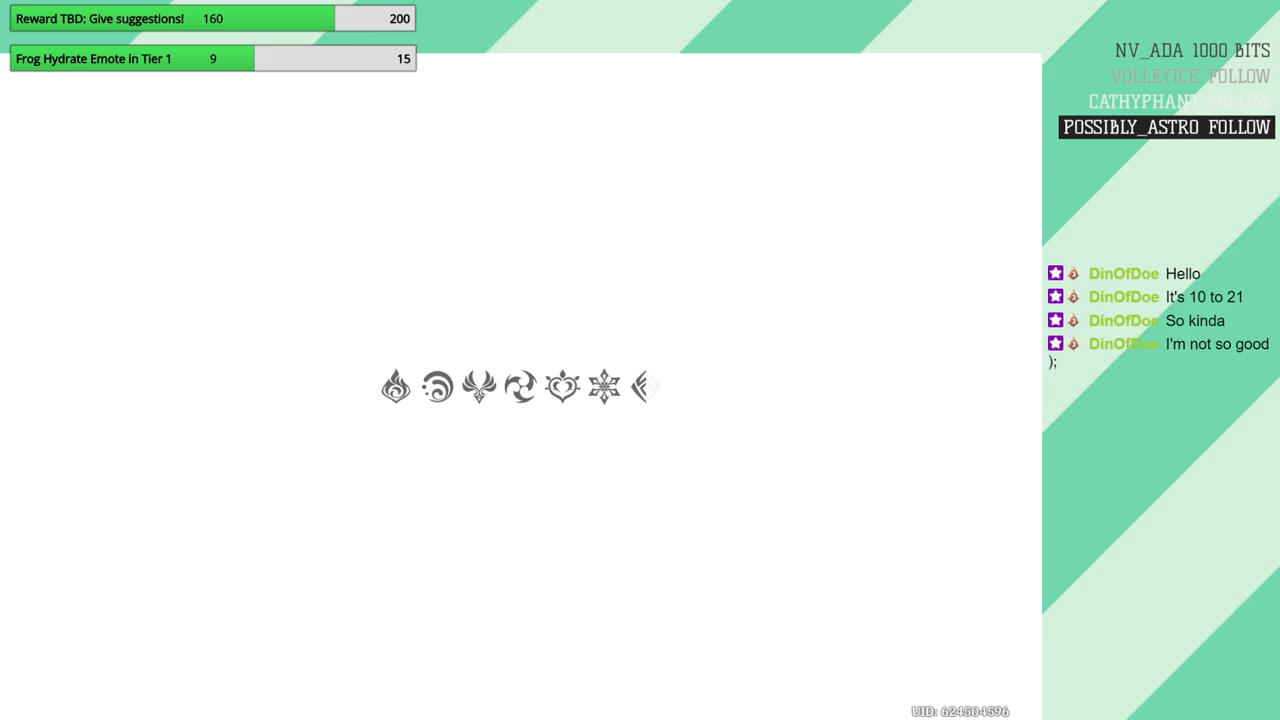 Reward TBD: Give suggestions! 160 200
Frog Hydrate Emote in Tier 1 9 15
NV_ADA 1000 BITS
VOLLEYICE FOLLOW
CATHYPHANT FOLLOW
POSSIBLY_ASTRO FOLLOW
DinOfDoe Hello
DinOfDoe It's 10 to 21
DinOfDoe So kinda
DinOfDoe I'm not so good
);
UID: 624504596